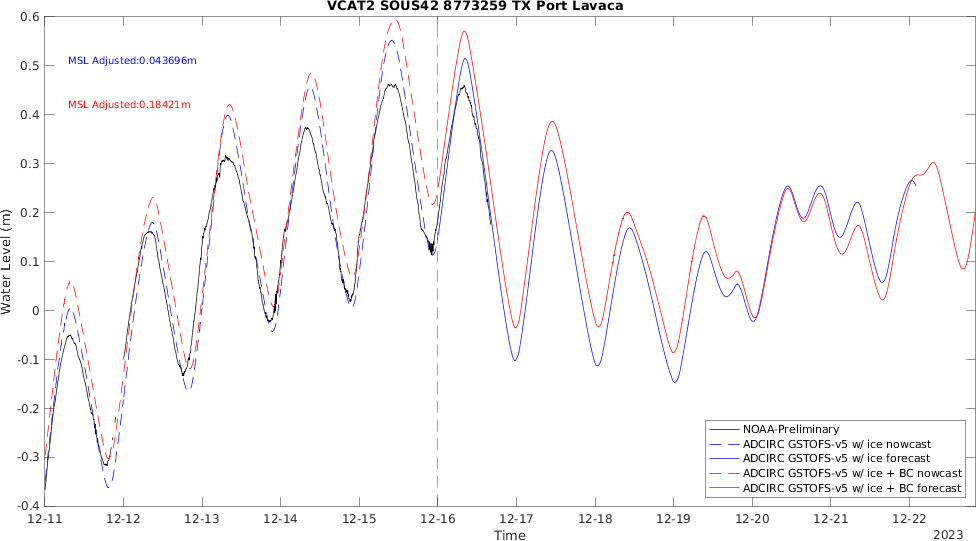 VCAT2 SOUS42 8773259 TX Port Lavaca
MSL Adjusted:0.043696m
MSL Adjusted:0.18421m
Water Level (m)
0.6
0.5
0.4
0.3
0.2
0.1
0
-0.1
-0.2
-0.3
-0.4
NOAA-Preliminary
ADCIRC GSTOFS-v5 w/ ice nowcast
ADCIRC GSTOFS-v5 w/ ice forecast
ADCIRC GSTOFS-v5 w/ ice + BC nowcast
ADCIRC GSTOFS-v5 w/ ice + BC forecast
12-11 12-12 12-13 12-14 12-15 12-16 12-17 12-18 12-19 12-20 12-21 12-22
Time
2023